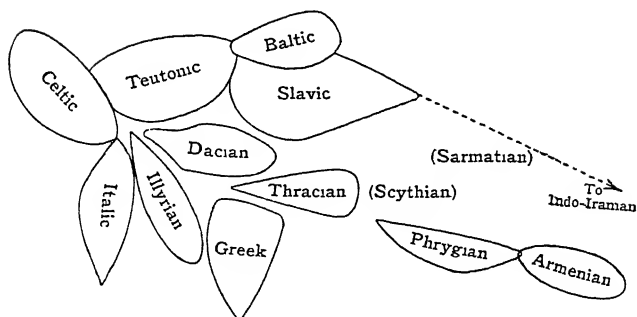 Baltic
Teutonic
Celtic
Slavic
Dacian
(Sarmatian)
Italic
Illyrian
Thracian
(Scythian)
To
Indo-Iranian
Greek
Phrygian
Armenian